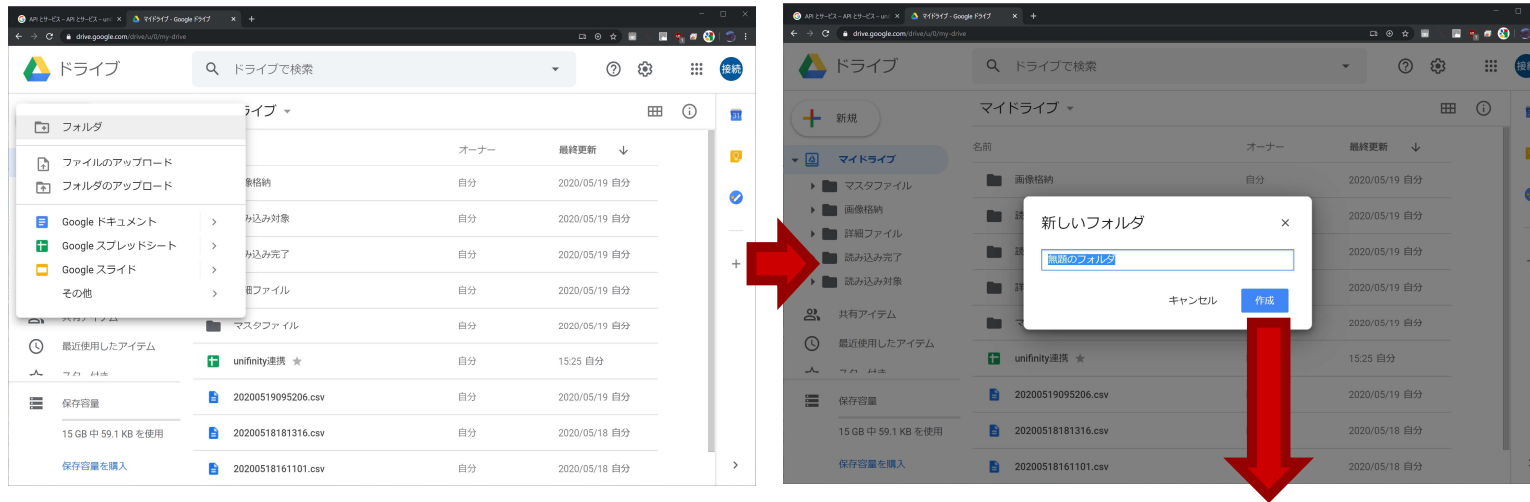 API とサービス – API とサービス – uni
マイドライブ - Google ドライブ
drive.google.com/drive/u/0/my-drive
ドライブ
ドライブで検索
接続
ライブ
フォルダ
ファイルのアップロード
フォルダのアップロード
Google ドキュメント
Google スプレッドシート
Google スライド
その他
オーナー 最終更新
像格納 自分 2020/05/19 自分
み込み対象 自分 2020/05/19 自分
み込み完了 自分 2020/05/19 自分
細ファイル 自分 2020/05/19 自分
マスタファイル 自分 2020/05/19 自分
unifinity連携 自分 15:25 自分
20200519095206.csv 自分 2020/05/19 自分
20200518181316.csv 自分 2020/05/18 自分
20200518161101.csv 自分 2020/05/18 自分
共有アイテム
最近使用したアイテム
スター付き
保存容量
15 GB 中 59.1 KB を使用
保存容量を購入
API とサービス – API とサービス – uni
マイドライブ - Google ドライブ
drive.google.com/drive/u/0/my-drive
ドライブ
ドライブで検索
接
新規
マイドライブ
マイドライブ
マスタファイル
画像格納
詳細ファイル
読み込み完了
読み込み対象
共有アイテム
最近使用したアイテム
スター付き
保存容量
15 GB 中 59.1 KB を使用
保存容量を購入
名前 オーナー 最終更新
画像格納 自分 2020/05/19 自分
読 2020/05/19 自分
読 2020/05/19 自分
詳 2020/05/19 自分
マ 2020/05/19 自分
unifinity連携 15:25 自分
20200519095206.csv 2020/05/19 自分
20200518181316.csv 2020/05/18 自分
20200518161101.csv 2020/05/18 自分
新しいフォルダ
無題のフォルダ
キャンセル 作成